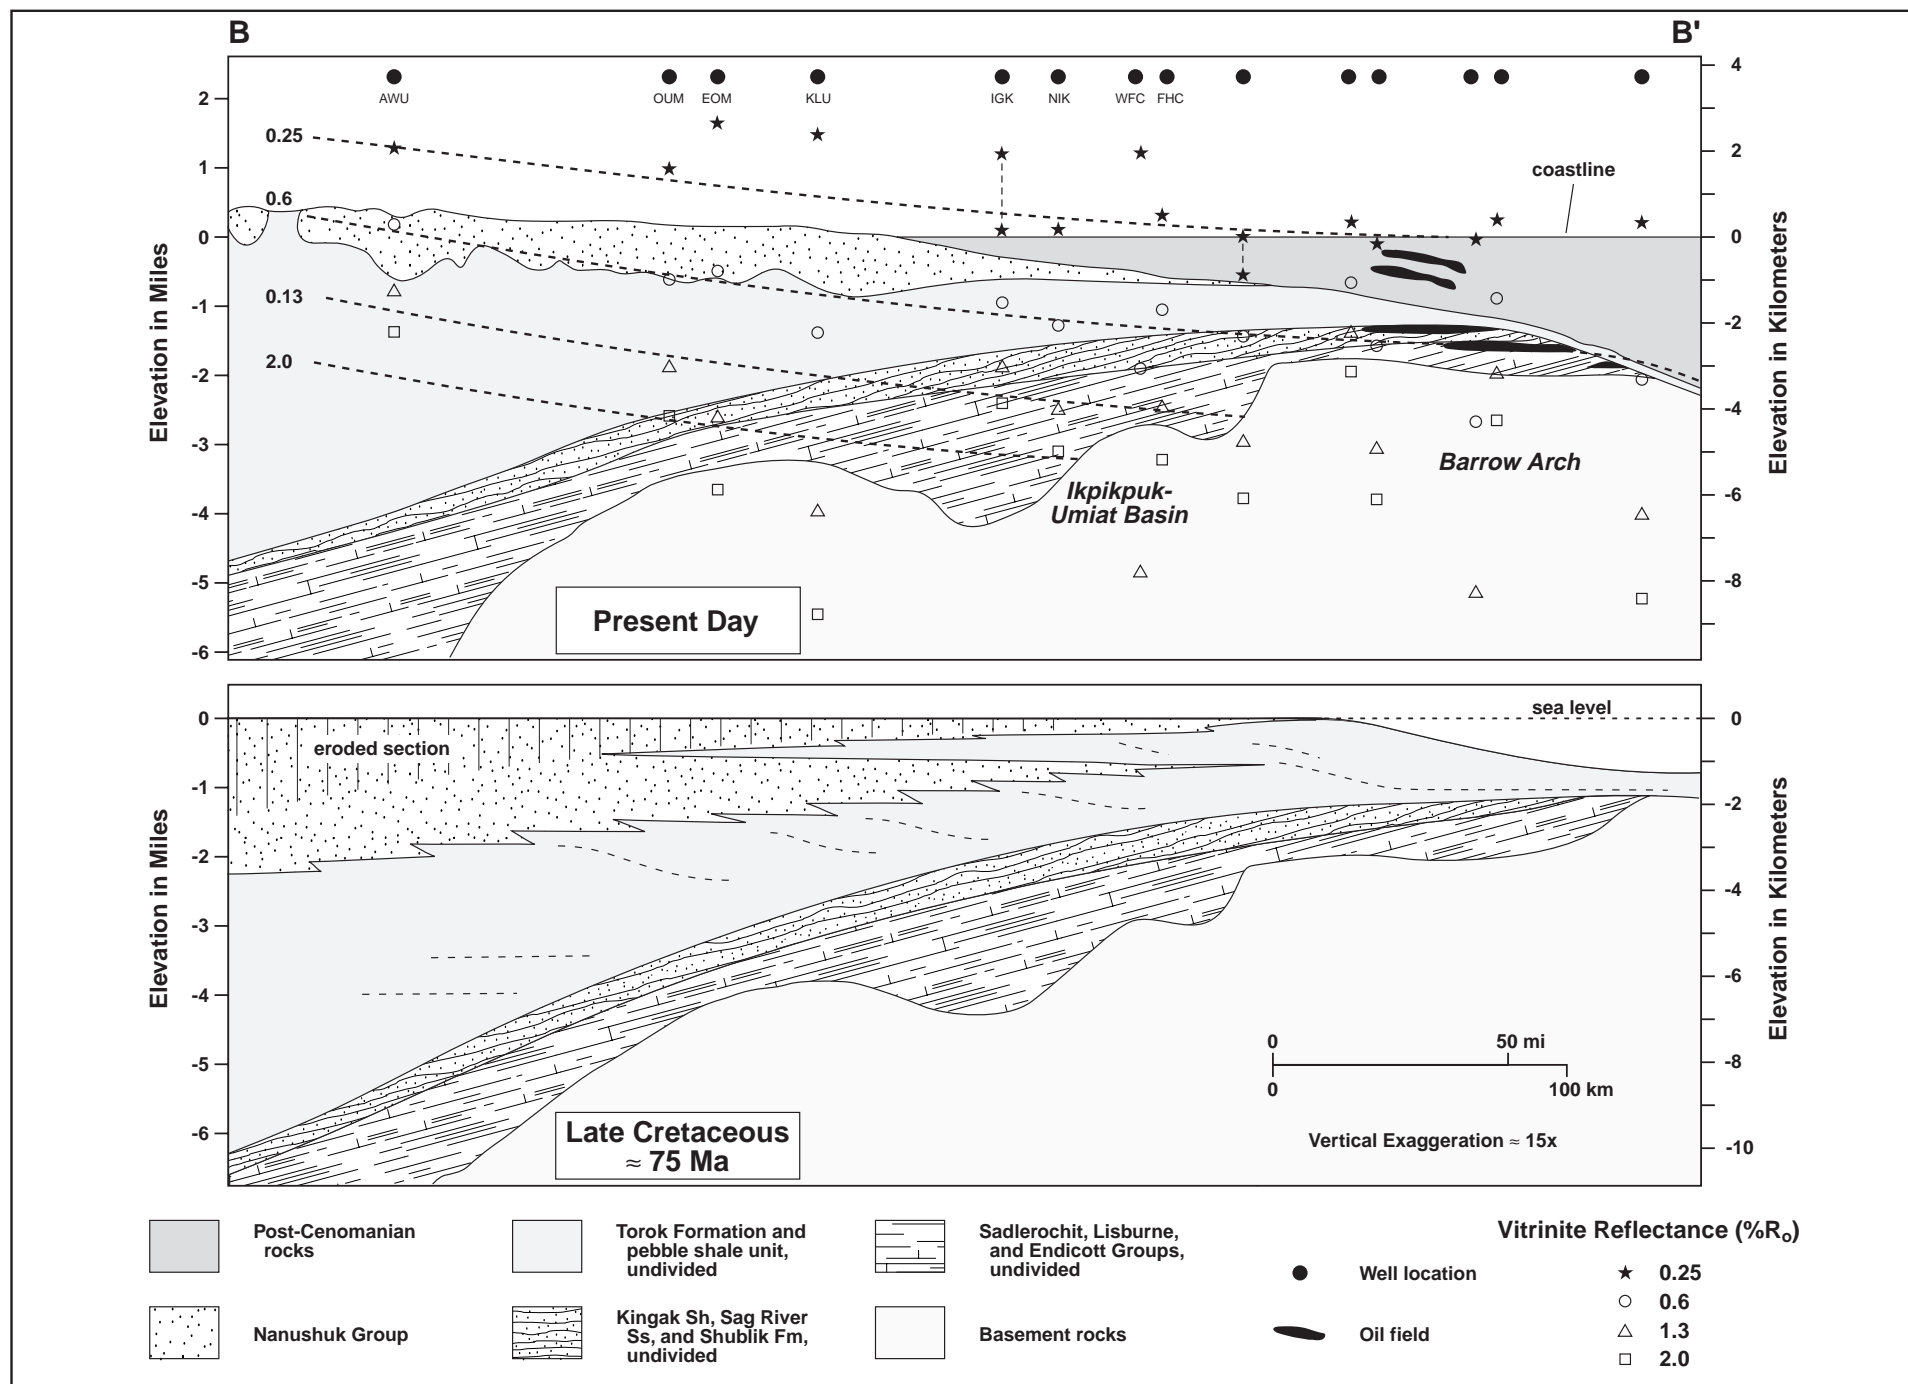 B
B'
AWU
OUM
EOM
KLU
IGK
NIK
WFC
FHC
Elevation in Miles
2
1
0
-1
-2
-3
-4
-5
-6
0.25
0.6
0.13
2.0
coastline
Ikpikpuk-
Umiat Basin
Barrow Arch
Present Day
4
2
0
-2
-4
-6
-8
Elevation in Kilometers
Elevation in Miles
0
-1
-2
-3
-4
-5
-6
eroded section
sea level
Late Cretaceous
≈ 75 Ma
0
50 mi
0
100 km
Vertical Exaggeration ≈ 15x
0
-2
-4
-6
-8
-10
Elevation in Kilometers
Post-Cenomanian
rocks
Nanushuk Group
Torok Formation and
pebble shale unit,
undivided
Kingak Sh, Sag River
Ss, and Shublik Fm,
undivided
Sadlerochit, Lisburne,
and Endicott Groups,
undivided
Basement rocks
Well location
Oil field
Vitrinite Reflectance (%Ro)
0.25
0.6
1.3
2.0